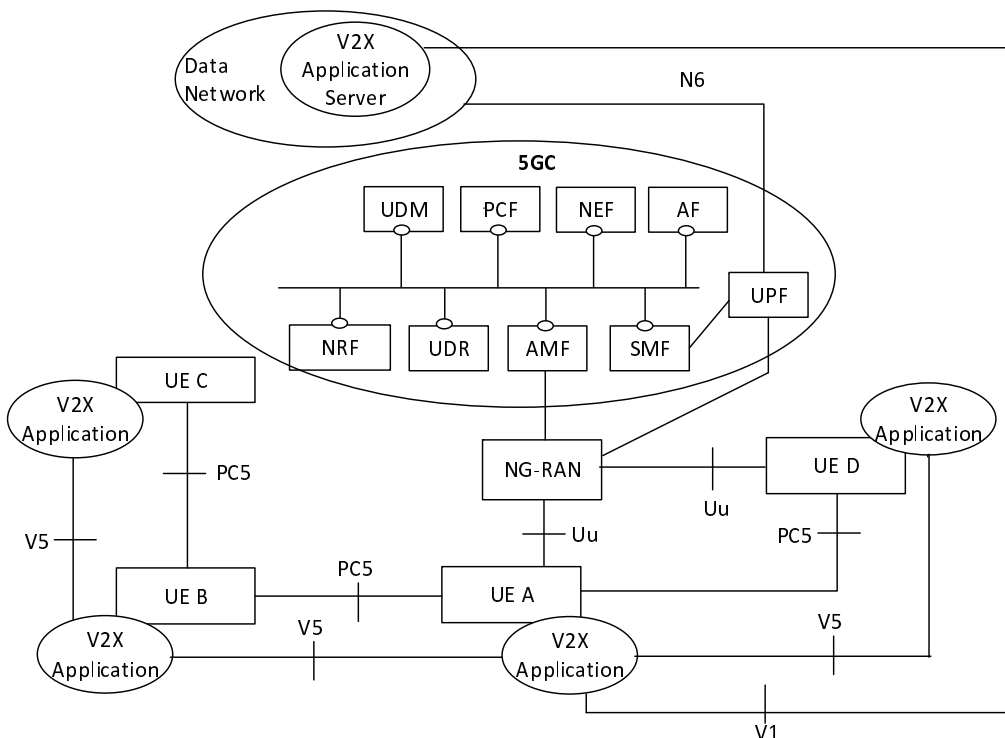 V2X
Application
Server
Data
Network
N6
5GC
UDM
PCF
NEF
AF
UPF
NRF
UDR
AMF
SMF
UE C
V2X
Application
V2X
Application
PC5
NG-RAN
UE D
Uu
V5
Uu
PC5
PC5
UE B
UE A
V5
V5
V2X
Application
V2X
Application
V1